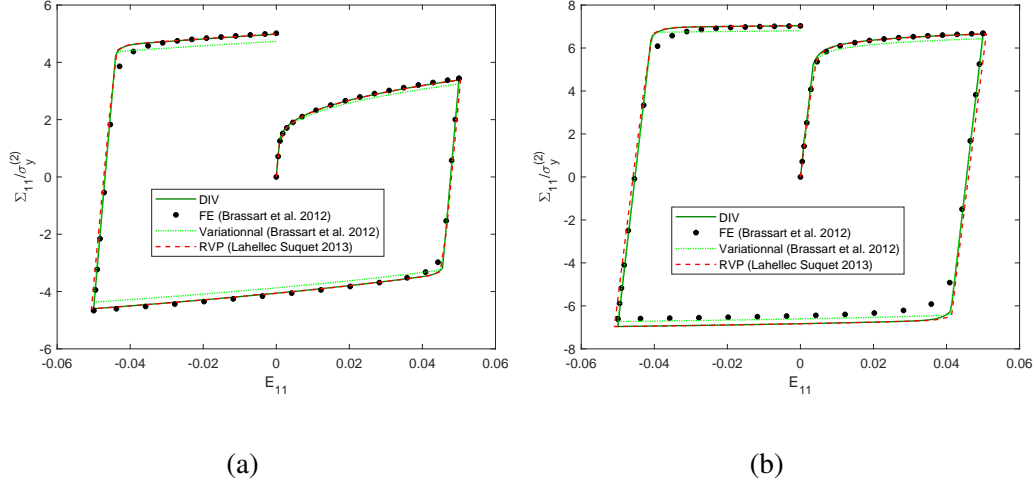 6
4
2
0
-2
-4
-6
Σ11/σy(2)
DIV
FE (Brassart et al. 2012)
Variationnal (Brassart et al. 2012)
RVP (Lahellec Suquet 2013)
-0.06 -0.04 -0.02 0 0.02 0.04 0.06
E11
(a)
8
6
4
2
0
-2
-4
-6
-8
Σ11/σy(2)
DIV
FE (Brassart et al. 2012)
Variationnal (Brassart et al. 2012)
RVP (Lahellec Suquet 2013)
-0.06 -0.04 -0.02 0 0.02 0.04 0.06
E11
(b)